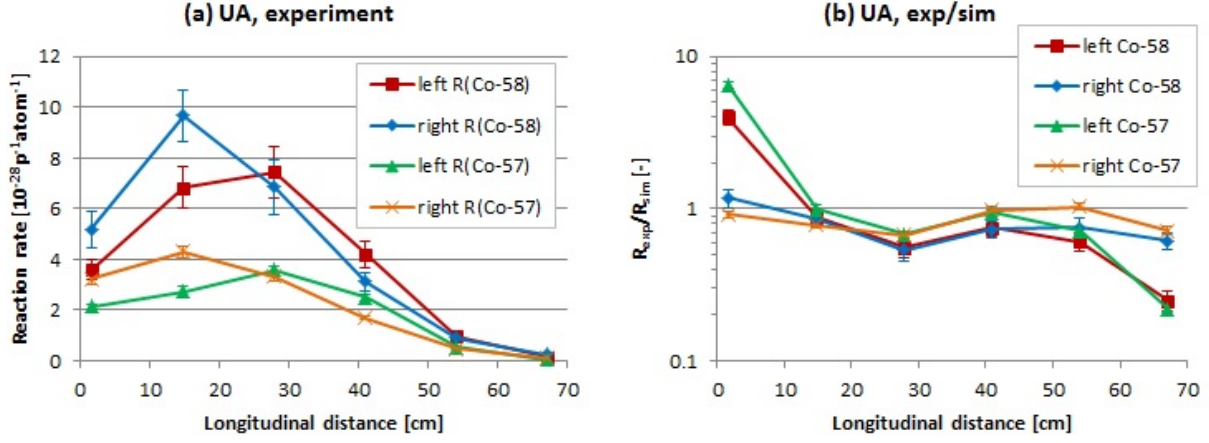 (a) UA, experiment
Reaction rate [10⁻²⁸p⁻¹atom⁻¹]
12
10
8
6
4
2
0
0
10
20
30
40
50
60
70
Longitudinal distance [cm]
left R(Co-58)
right R(Co-58)
left R(Co-57)
right R(Co-57)
(b) UA, exp/sim
R_exp/R_sim [-]
10
1
0.1
0
10
20
30
40
50
60
70
Longitudinal distance [cm]
left Co-58
right Co-58
left Co-57
right Co-57